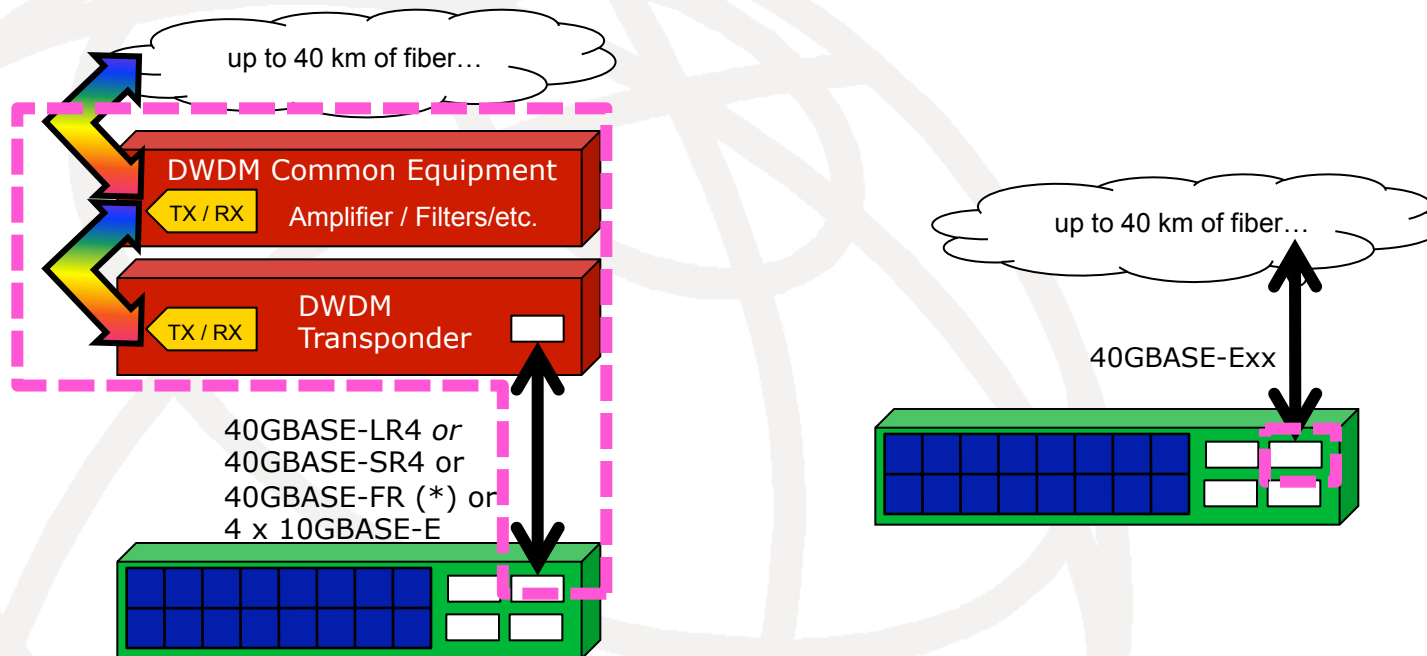 up to 40 km of fiber…
DWDM Common Equipment
TX / RX
Amplifier / Filters/etc.
DWDM
Transponder
TX / RX
40GBASE-LR4 or
40GBASE-SR4 or
40GBASE-FR (*) or
4 x 10GBASE-E
up to 40 km of fiber…
40GBASE-Exx